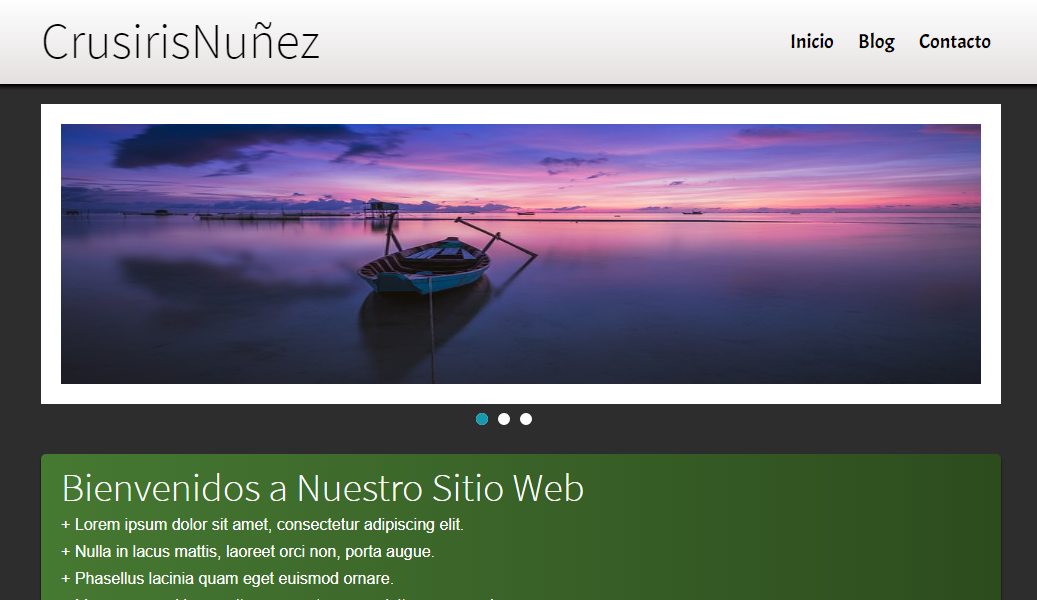 CrusirisNuñez
Inicio Blog Contacto
Bienvenidos a Nuestro Sitio Web
+ Lorem ipsum dolor sit amet, consectetur adipiscing elit.
+ Nulla in lacus mattis, laoreet orci non, porta augue.
+ Phasellus lacinia quam eget euismod ornare.